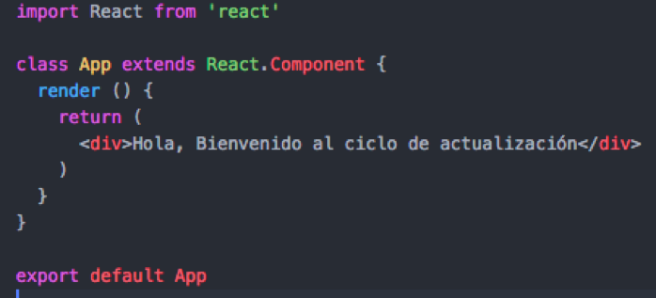 import React from 'react'
class App extends React.Component {
render () {
return (
<div>Hola, Bienvenido al ciclo de actualización</div>
)
}
}
export default App